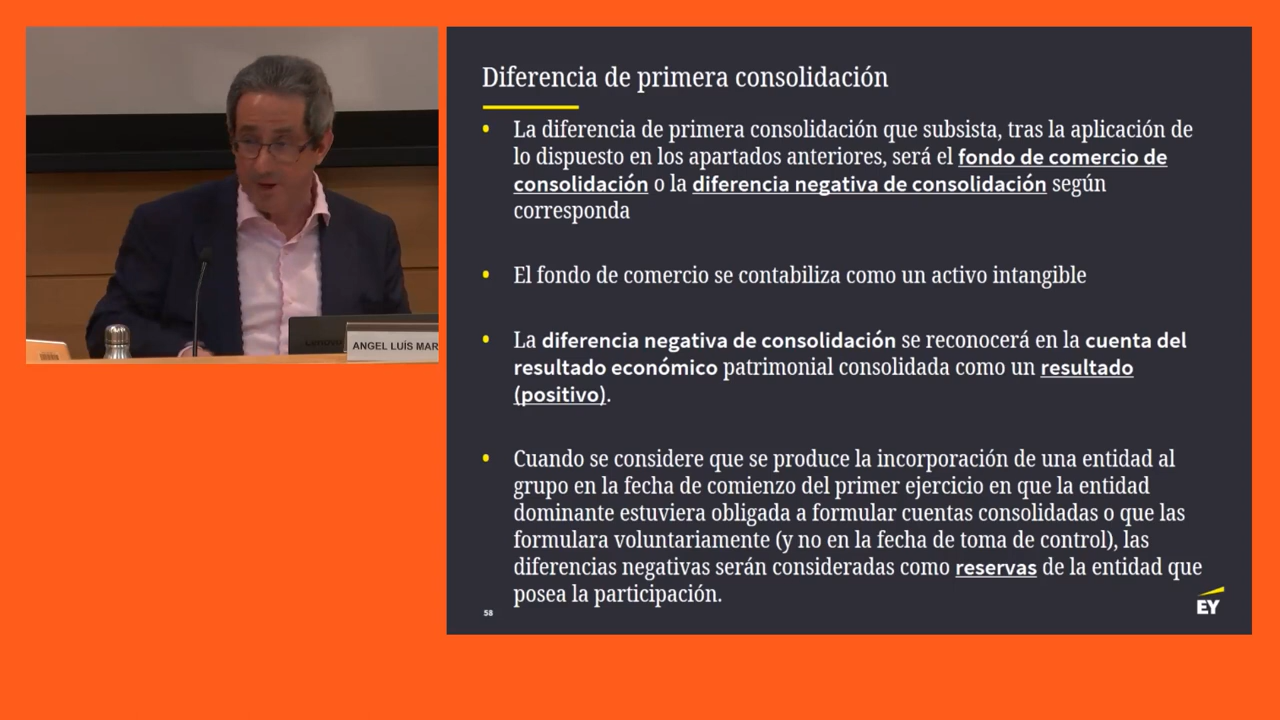 ANGEL LUÍS MAR
Diferencia de primera consolidación
• La diferencia de primera consolidación que subsista, tras la aplicación de
lo dispuesto en los apartados anteriores, será el fondo de comercio de
consolidación o la diferencia negativa de consolidación según
corresponda
• El fondo de comercio se contabiliza como un activo intangible
• La diferencia negativa de consolidación se reconocerá en la cuenta del
resultado económico patrimonial consolidada como un resultado
(positivo).
• Cuando se considere que se produce la incorporación de una entidad al
grupo en la fecha de comienzo del primer ejercicio en que la entidad
dominante estuviera obligada a formular cuentas consolidadas o que las
formulara voluntariamente (y no en la fecha de toma de control), las
diferencias negativas serán consideradas como reservas de la entidad que
posea la participación.
58
EY